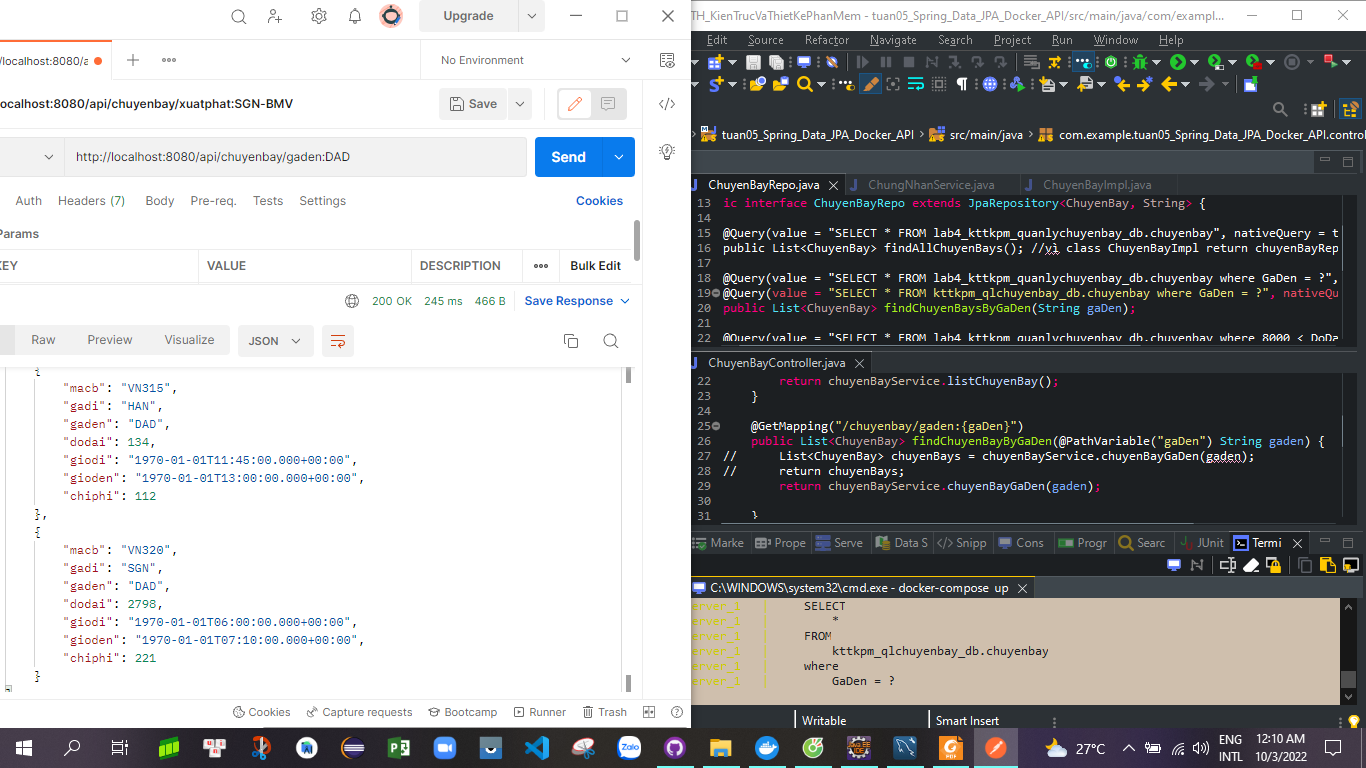 Upgrade
localhost:8080/a
No Environment
ocalhost:8080/api/chuyenbay/xuatphat:SGN-BMV
Save
http://localhost:8080/api/chuyenbay/gaden:DAD
Send
Auth Headers (7) Body Pre-req. Tests Settings Cookies
Params
KEY VALUE DESCRIPTION Bulk Edit
200 OK 245 ms 466 B Save Response
Raw Preview Visualize JSON
{
"macb": "VN315",
"gadi": "HAN",
"gaden": "DAD",
"dodai": 134,
"giodi": "1970-01-01T11:45:00.000+00:00",
"gioden": "1970-01-01T13:00:00.000+00:00",
"chiphi": 112
},
{
"macb": "VN320",
"gadi": "SGN",
"gaden": "DAD",
"dodai": 2798,
"giodi": "1970-01-01T06:00:00.000+00:00",
"gioden": "1970-01-01T07:10:00.000+00:00",
"chiphi": 221
}
]
Cookies Capture requests Bootcamp Runner Trash
TH_KienTrucVaThietKePhanMem - tuan05_Spring_Data_JPA_Docker_API/src/main/java/com/example...
Edit Source Refactor Navigate Search Project Run Window Help
tuan05_Spring_Data_JPA_Docker_API src/main/java com.example.tuan05_Spring_Data_JPA_Docker_API.control
ChuyenBayRepo.java ChungNhanService.java ChuyenBayImpl.java
13 ic interface ChuyenBayRepo extends JpaRepository<ChuyenBay, String> {
14
15 @Query(value = "SELECT * FROM lab4_kttkpm_quanlychuyenbay_db.chuyenbay", nativeQuery = t
16 public List<ChuyenBay> findAllChuyenBays(); //vì class ChuyenBayImpl return chuyenBayRep
17
18 @Query(value = "SELECT * FROM lab4_kttkpm_quanlychuyenbay_db.chuyenbay where GaDen = ?",
19 @Query(value = "SELECT * FROM kttkpm_qlchuyenbay_db.chuyenbay where GaDen = ?", nativeQu
20 public List<ChuyenBay> findChuyenBaysByGaDen(String gaDen);
21
22 @Query(value = "SELECT * FROM lab4_kttkpm_quanlychuyenbay_db.chuyenbay where 8000 < DoDa
ChuyenBayController.java
22 return chuyenBayService.listChuyenBay();
23 }
24
25 @GetMapping("/chuyenbay/gaden:{gaDen}")
26 public List<ChuyenBay> findChuyenBayByGaDen(@PathVariable("gaDen") String gaden) {
27 // List<ChuyenBay> chuyenBays = chuyenBayService.chuyenBayGaDen(gaden);
28 // return chuyenBays;
29 return chuyenBayService.chuyenBayGaDen(gaden);
30
31 }
Marke Prope Serve Data S Snipp Cons Progr Searc JUnit Termi
C:\WINDOWS\system32\cmd.exe - docker-compose up
erver_1 | SELECT
erver_1 | *
erver_1 | FROM
erver_1 | kttkpm_qlchuyenbay_db.chuyenbay
erver_1 | where
erver_1 | GaDen = ?
Writable Smart Insert
Zalo
PDF
27°C
ENG
INTL
12:10 AM
10/3/2022